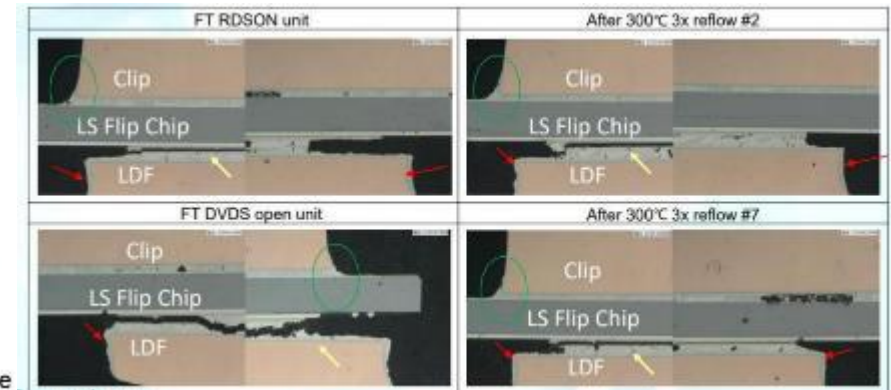 FT RDSON unit
After 300℃ 3x reflow #2
Clip
LS Flip Chip
LDF
Clip
LS Flip Chip
LDF
FT DVDS open unit
After 300℃ 3x reflow #7
Clip
LS Flip Chip
LDF
Clip
LS Flip Chip
LDF
e